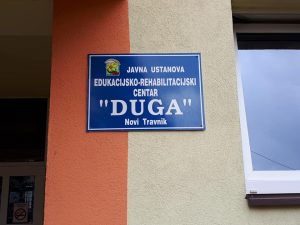 JAVNA USTANOVA
EDUKACIJSKO-REHABILITACIJSKI
CENTAR
"DUGA"
Novi Travnik